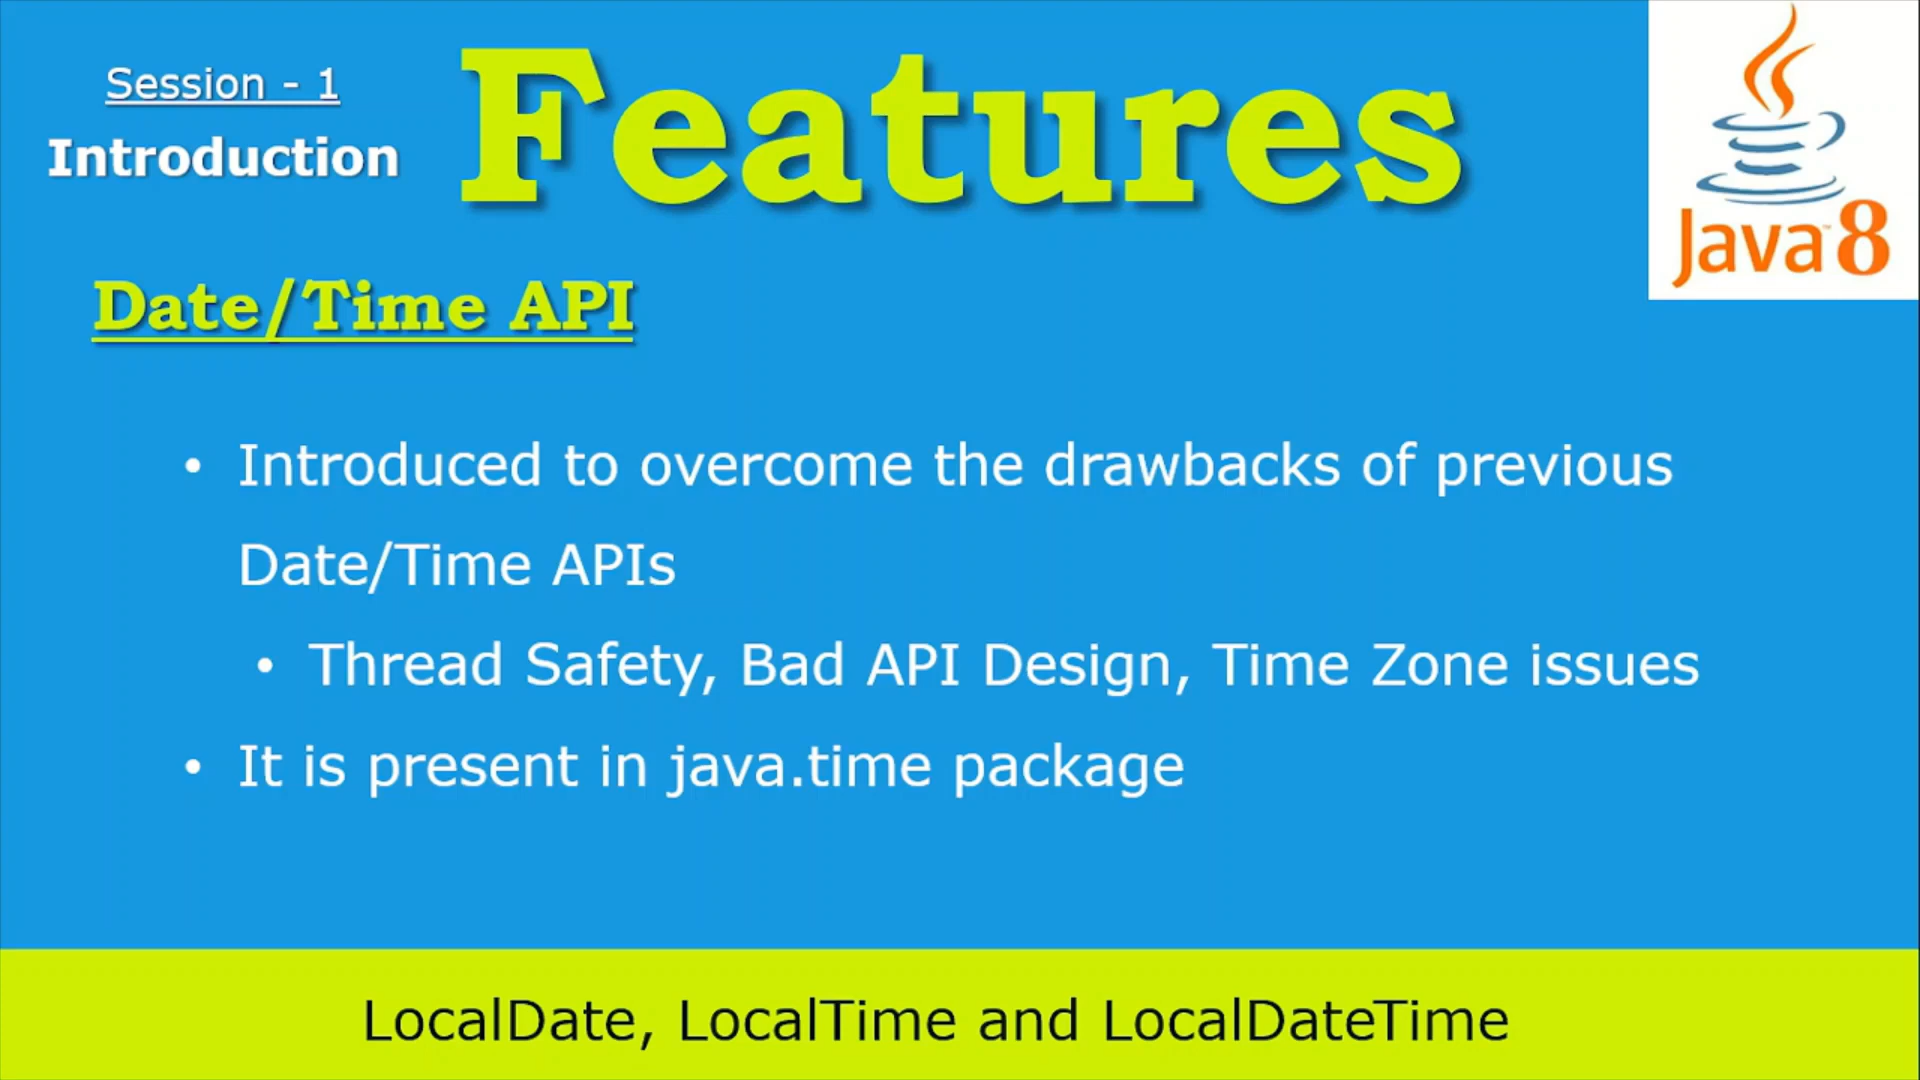 Session - 1
Introduction
Features
Java™ 8
Date/Time API
• Introduced to overcome the drawbacks of previous
Date/Time APIs
• Thread Safety, Bad API Design, Time Zone issues
• It is present in java.time package
LocalDate, LocalTime and LocalDateTime